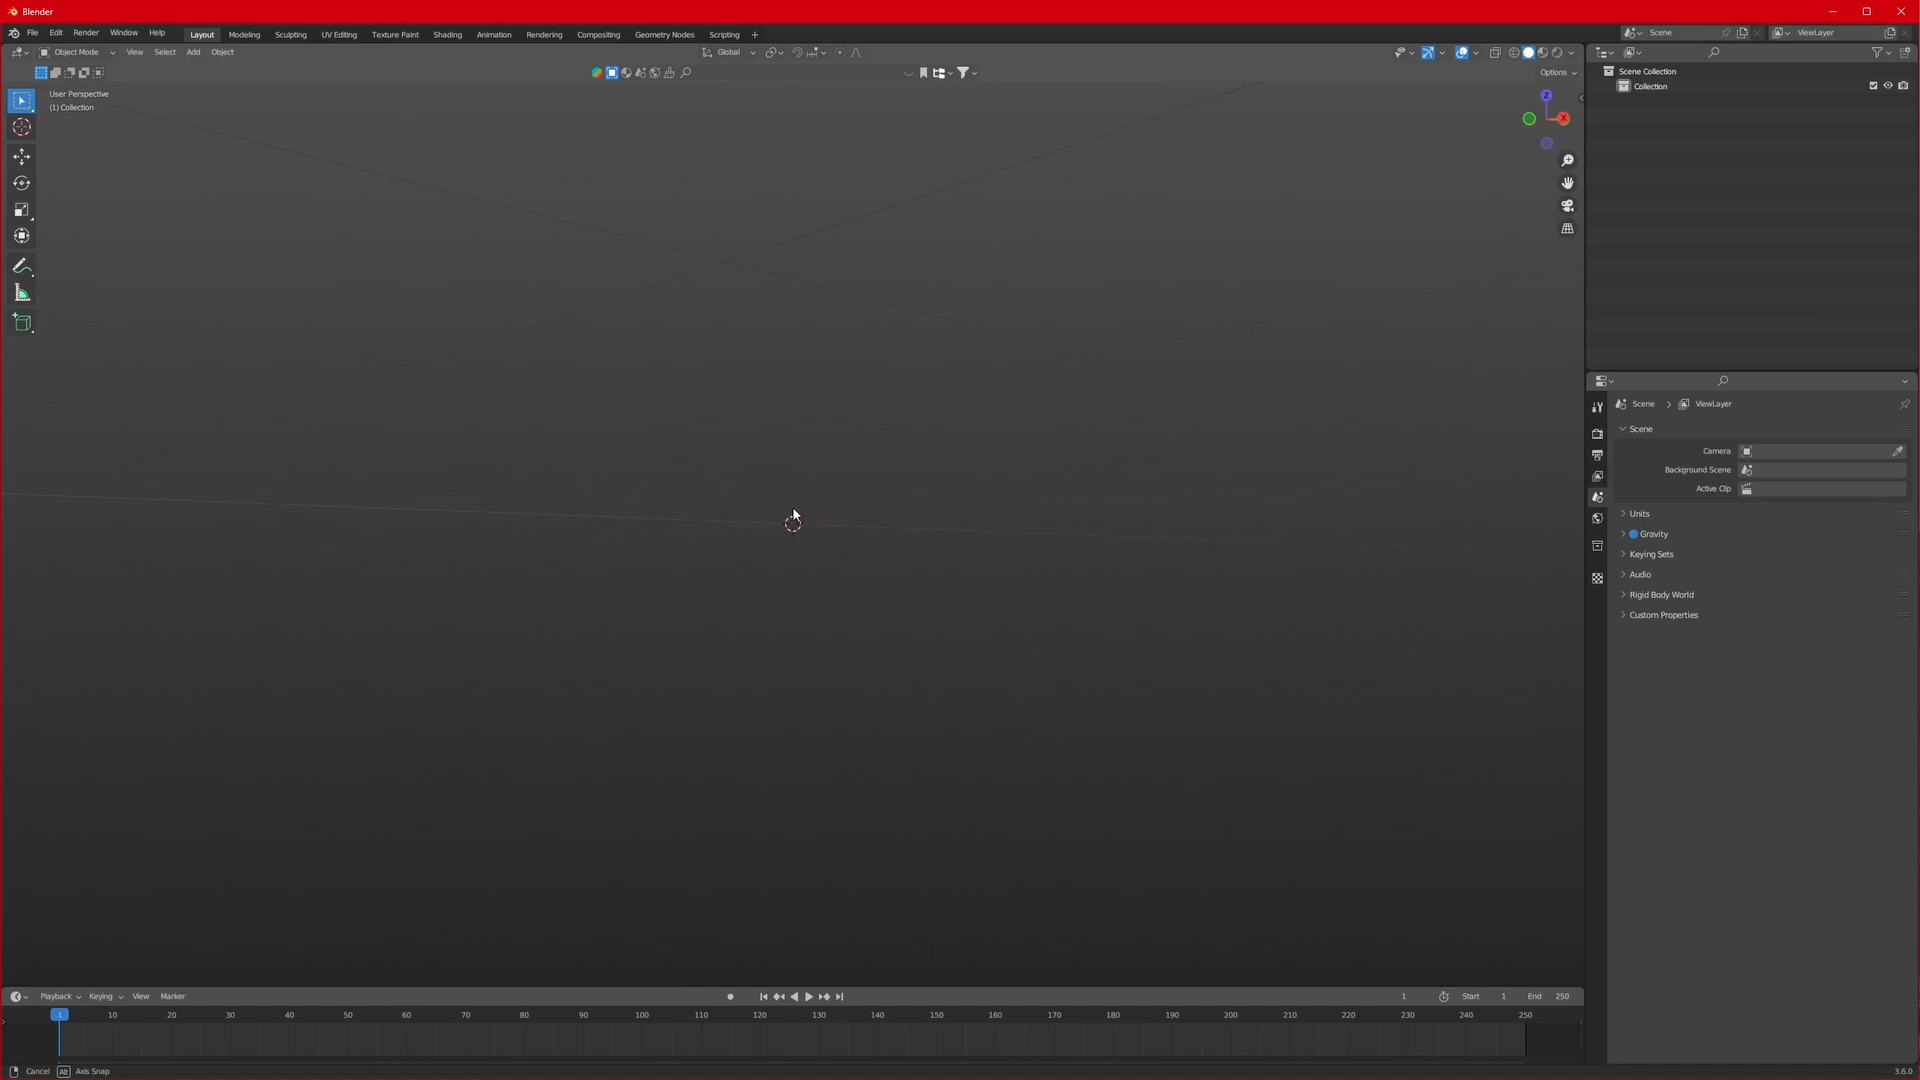 Blender
File Edit Render Window Help Layout Modeling Sculpting UV Editing Texture Paint Shading Animation Rendering Compositing Geometry Nodes Scripting + Scene ViewLayer
Object Mode View Select Add Object Global
Options
User Perspective
(1) Collection
Z
X
Scene Collection
Collection
Scene > ViewLayer
Scene
Camera
Background Scene
Active Clip
Units
Gravity
Keying Sets
Audio
Rigid Body World
Custom Properties
Playback Keying View Marker 1 Start 1 End 250
1 10 20 30 40 50 60 70 80 90 100 110 120 130 140 150 160 170 180 190 200 210 220 230 240 250
Cancel Alt Axis Snap 3.6.0